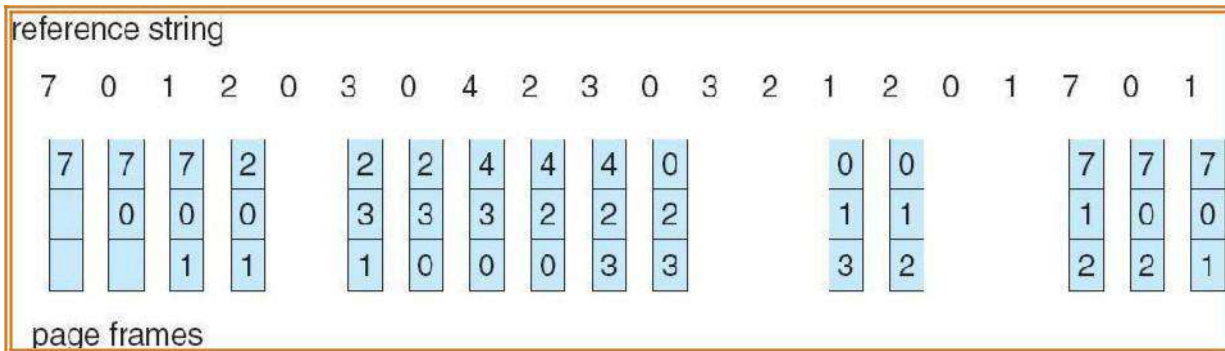 reference string
7 0 1 2 0 3 0 4 2 3 0 3 2 1 2 0 1 7 0 1
7 7 7 2 2 2 4 4 4 0 0 0 7 7 7
0 0 0 3 3 3 2 2 2 1 1 1 0 0
1 1 1 0 0 0 3 3 3 2 2 2 1
page frames